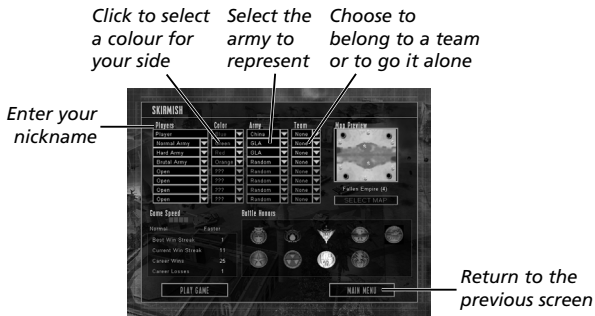 Click to select
a colour for
your side
Select the
army to
represent
Choose to
belong to a team
or to go it alone
Enter your
nickname
SKIRMISH
Players Color Army Team Map Preview
Player Blue China None
Normal Army Green GLA None
Hard Army Red GLA None
Brutal Army Orange Random None
Open ??? Random None
Open ??? Random None
Open ??? Random None
Open ??? Random None
Fallen Empire (4)
SELECT MAP
Game Speed Battle Honors
Normal Faster
Best Win Streak 1
Current Win Streak 11
Career Wins 25
Career Losses 1
PLAY GAME MAIN MENU
Return to the
previous screen